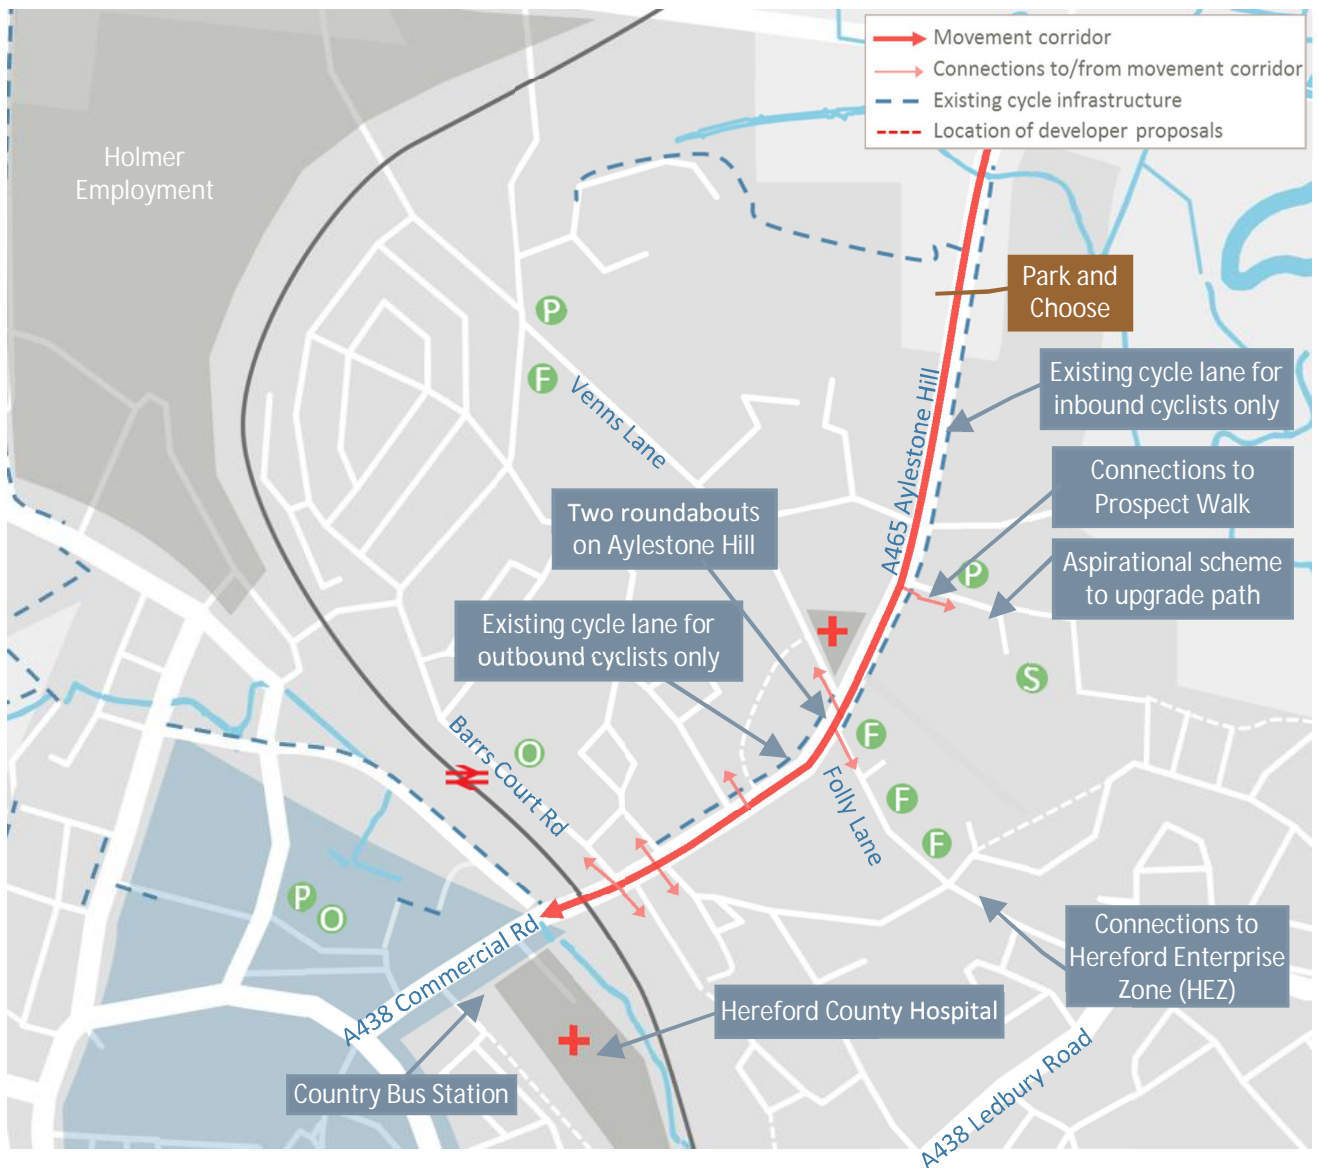 Movement corridor
Connections to/from movement corridor
Existing cycle infrastructure
Location of developer proposals
Holmer
Employment
Park and
Choose
P
Existing cycle lane for
inbound cyclists only
F
Venns Lane
A465 Aylestone Hill
Connections to
Prospect Walk
Two roundabouts
on Aylestone Hill
Aspirational scheme
to upgrade path
P
Existing cycle lane for
outbound cyclists only
S
Barrs Court Rd
O
F
Folly Lane
F
F
P
O
A438 Commercial Rd
Connections to
Hereford Enterprise
Zone (HEZ)
Hereford County Hospital
Country Bus Station
A438 Ledbury Road